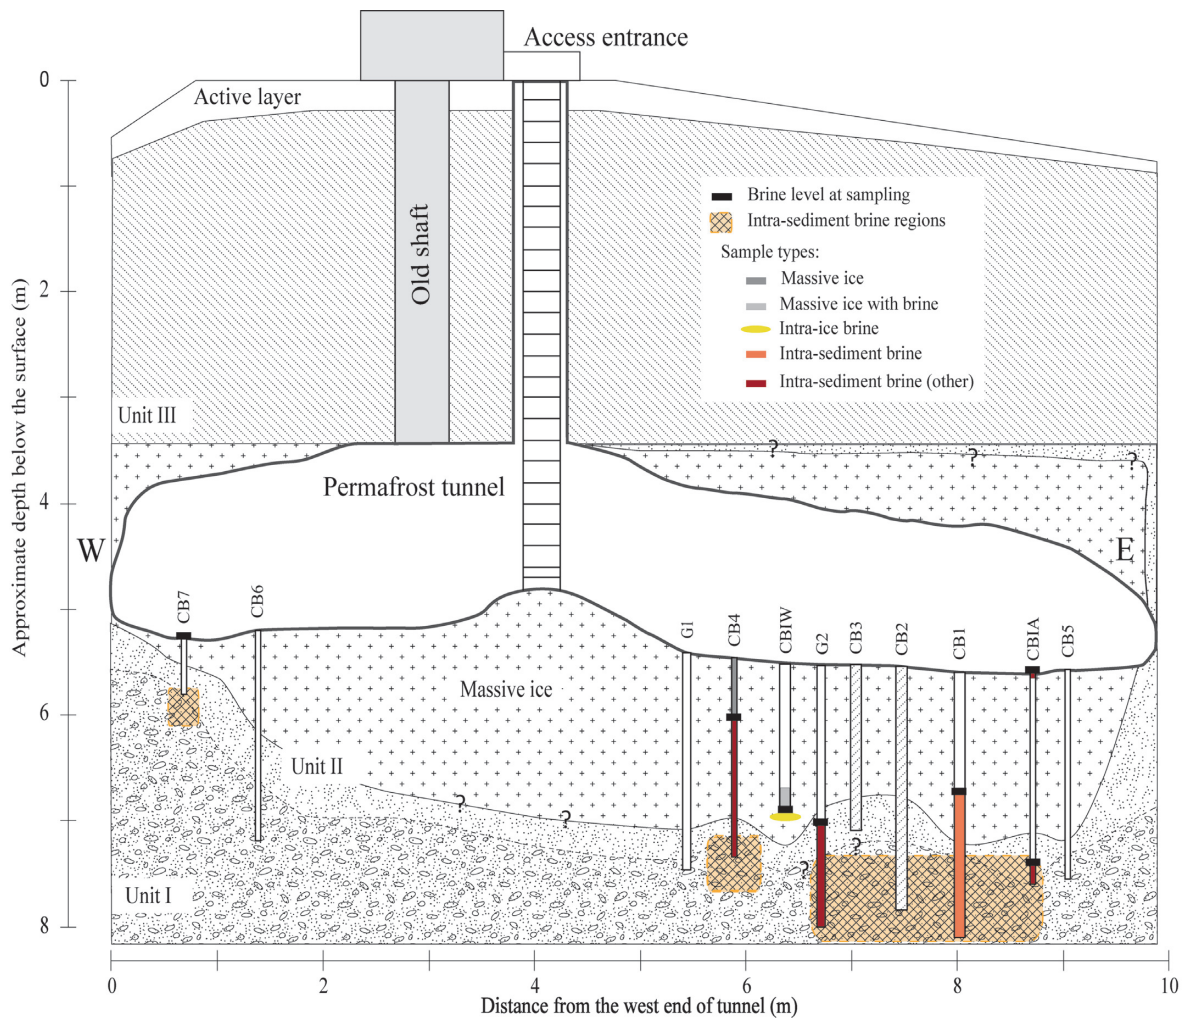 Access entrance
0
Active layer
Brine level at sampling
Intra-sediment brine regions
Sample types:
Massive ice
Massive ice with brine
Intra-ice brine
Intra-sediment brine
Intra-sediment brine (other)
Old shaft
2
Approximate depth below the surface (m)
Unit III
?
?
?
Permafrost tunnel
4
W
E
CB7
CB6
G1
CB4
CBIW
G2
CB3
CB2
CB1
CBIA
CB5
Massive ice
6
Unit II
?
?
?
?
Unit I
8
0
2
4
6
8
10
Distance from the west end of tunnel (m)